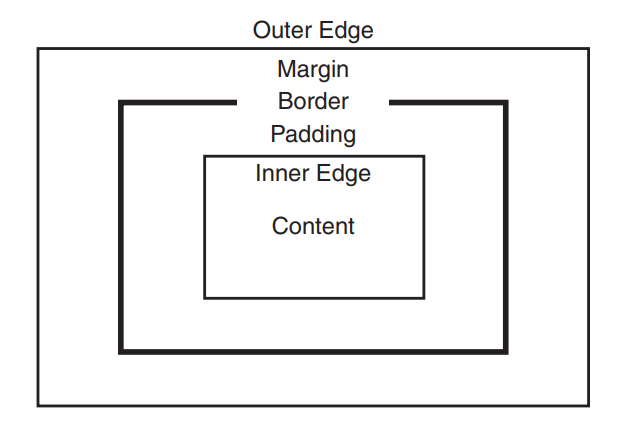 Outer Edge
Margin
Border
Padding
Inner Edge
Content